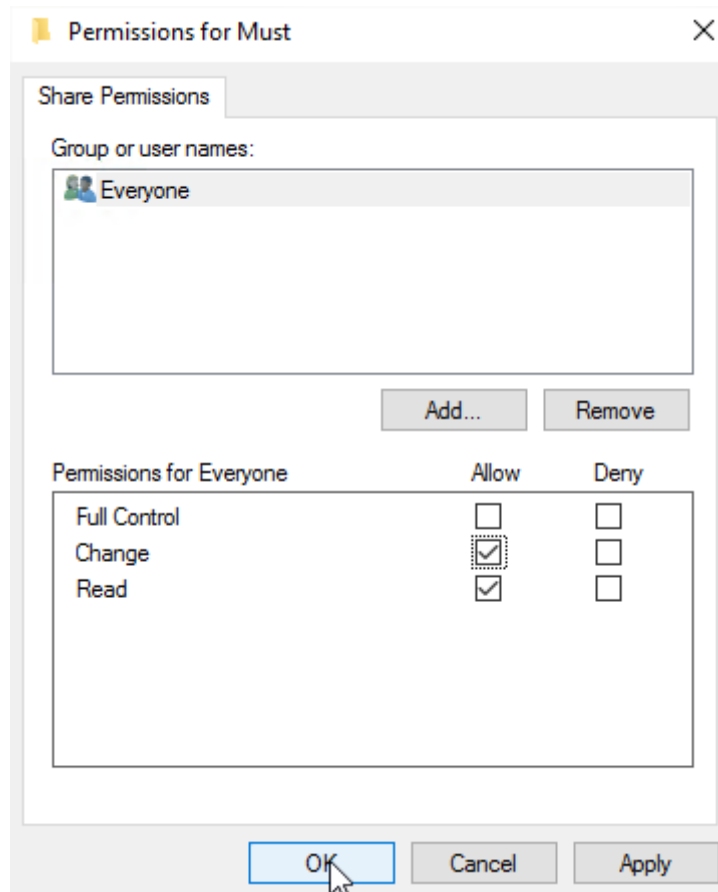 Permissions for Must
Share Permissions
Group or user names:
Everyone
Add... Remove
Permissions for Everyone Allow Deny
Full Control
Change
Read
OK Cancel Apply